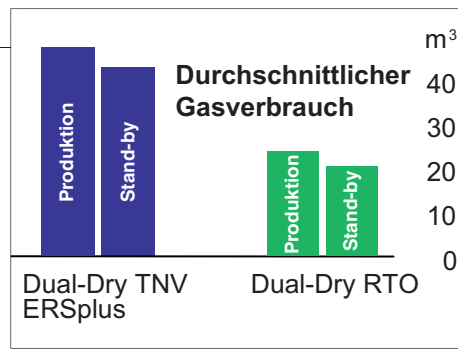 m³
Durchschnittlicher
Gasverbrauch
40
30
20
10
0
Produktion
Stand-by
Produktion
Stand-by
Dual-Dry TNV
ERSplus
Dual-Dry RTO